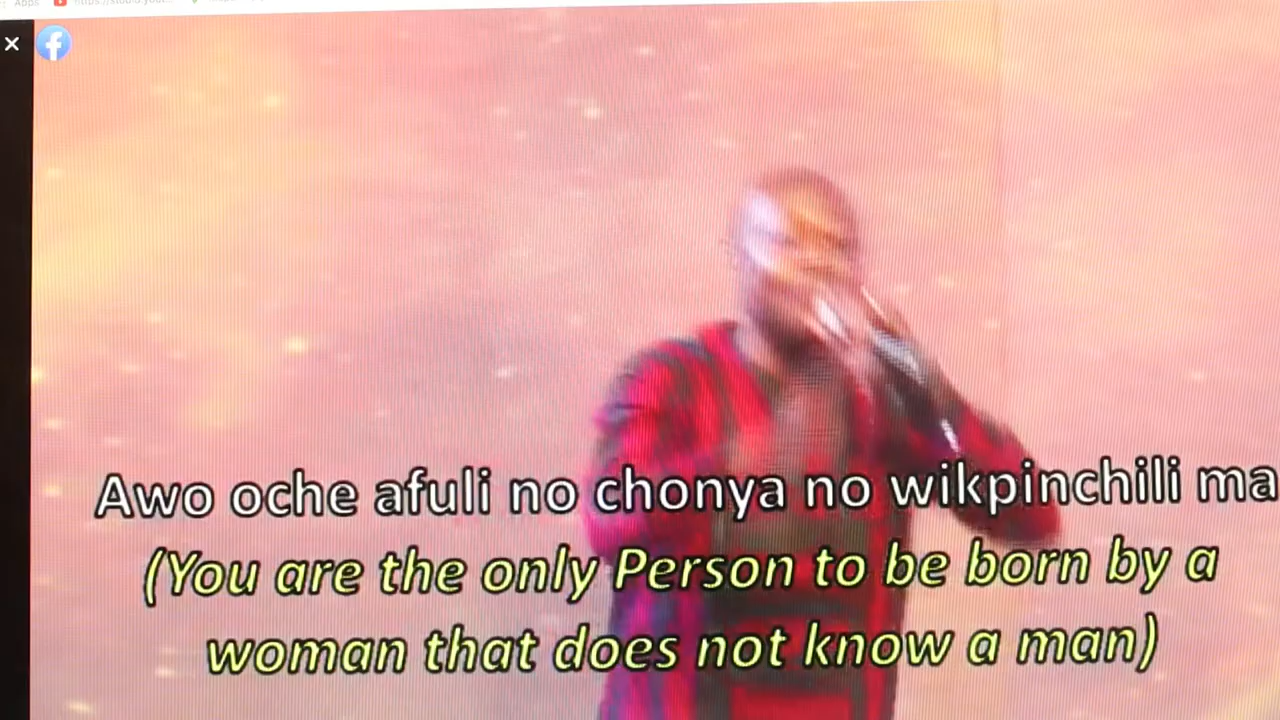 Apps
Awo oche afuli no chonya no wikpinchili ma
(You are the only Person to be born by a
woman that does not know a man)